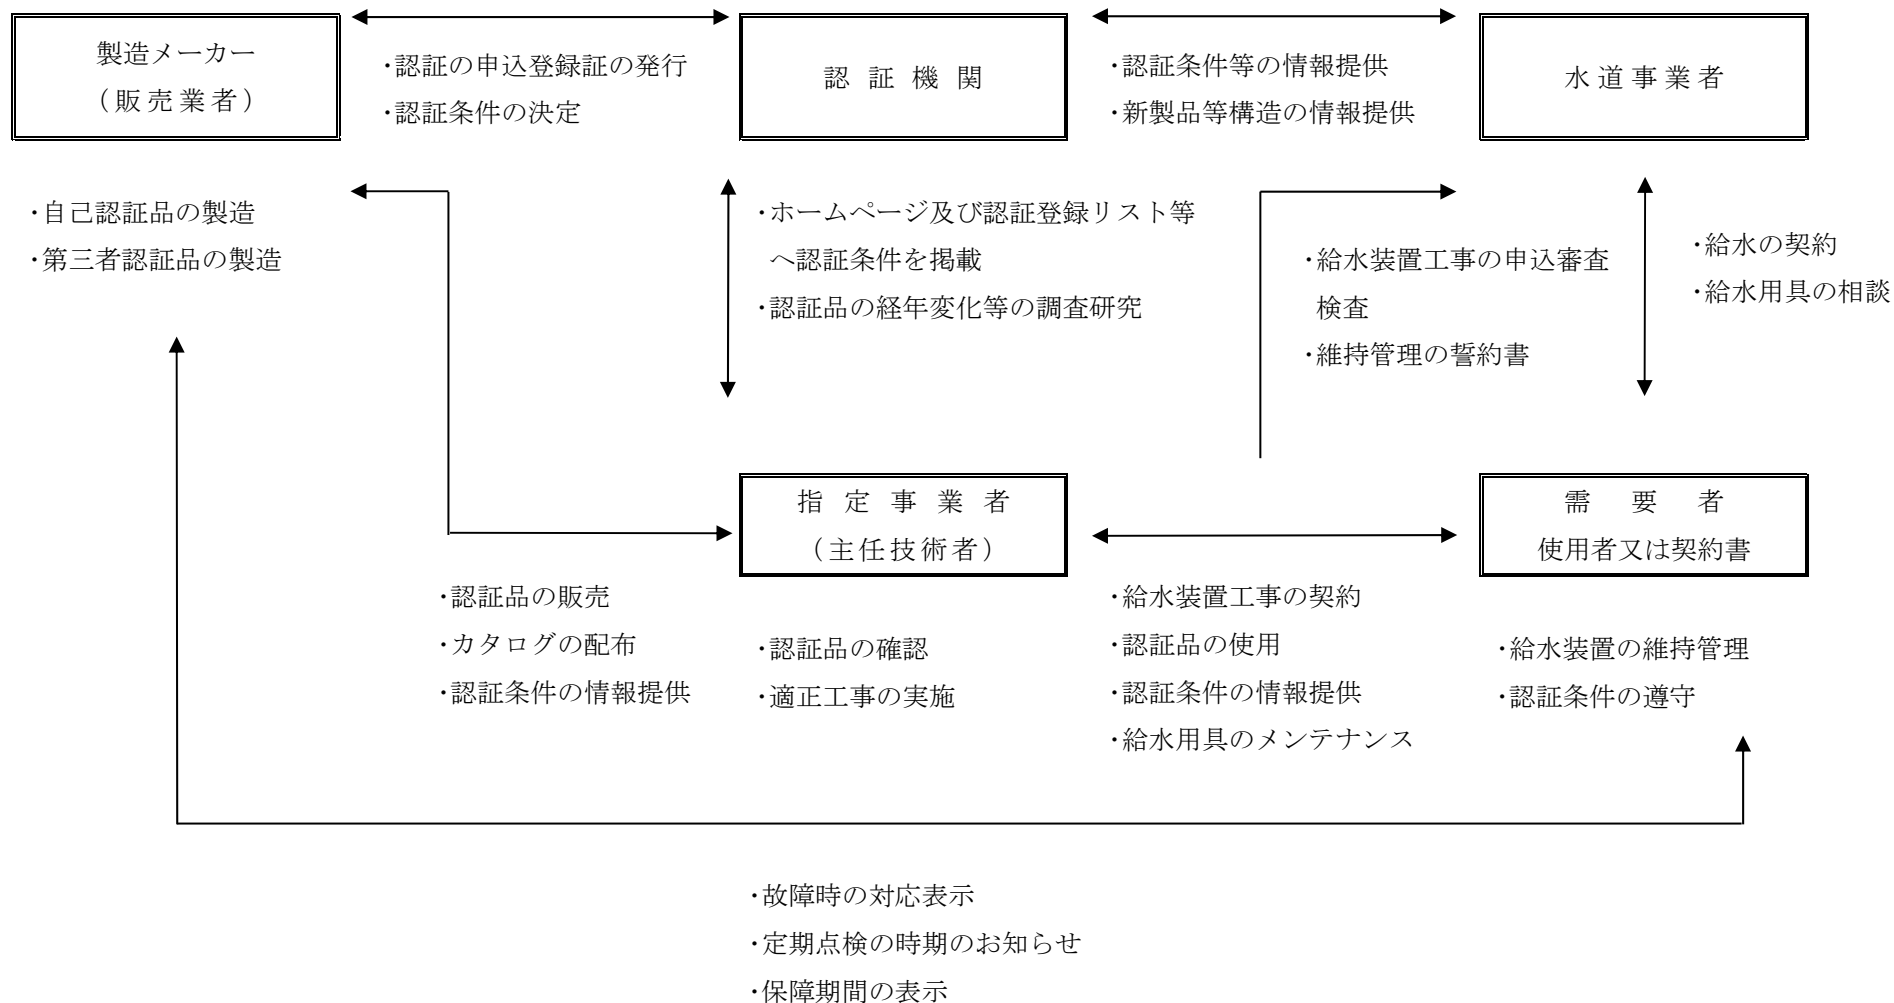 製造メーカー
（販売業者）
・認証の申込登録証の発行
・認証条件の決定
認証機関
・認証条件等の情報提供
・新製品等構造の情報提供
水道事業者
・自己認証品の製造
・第三者認証品の製造
・ホームページ及び認証登録リスト等
へ認証条件を掲載
・認証品の経年変化等の調査研究
・給水装置工事の申込審査
検査
・維持管理の誓約書
・給水の契約
・給水用具の相談
指定事業者
（主任技術者）
需要者
使用者又は契約書
・認証品の販売
・カタログの配布
・認証条件の情報提供
・認証品の確認
・適正工事の実施
・給水装置工事の契約
・認証品の使用
・認証条件の情報提供
・給水用具のメンテナンス
・給水装置の維持管理
・認証条件の遵守
・故障時の対応表示
・定期点検の時期のお知らせ
・保障期間の表示